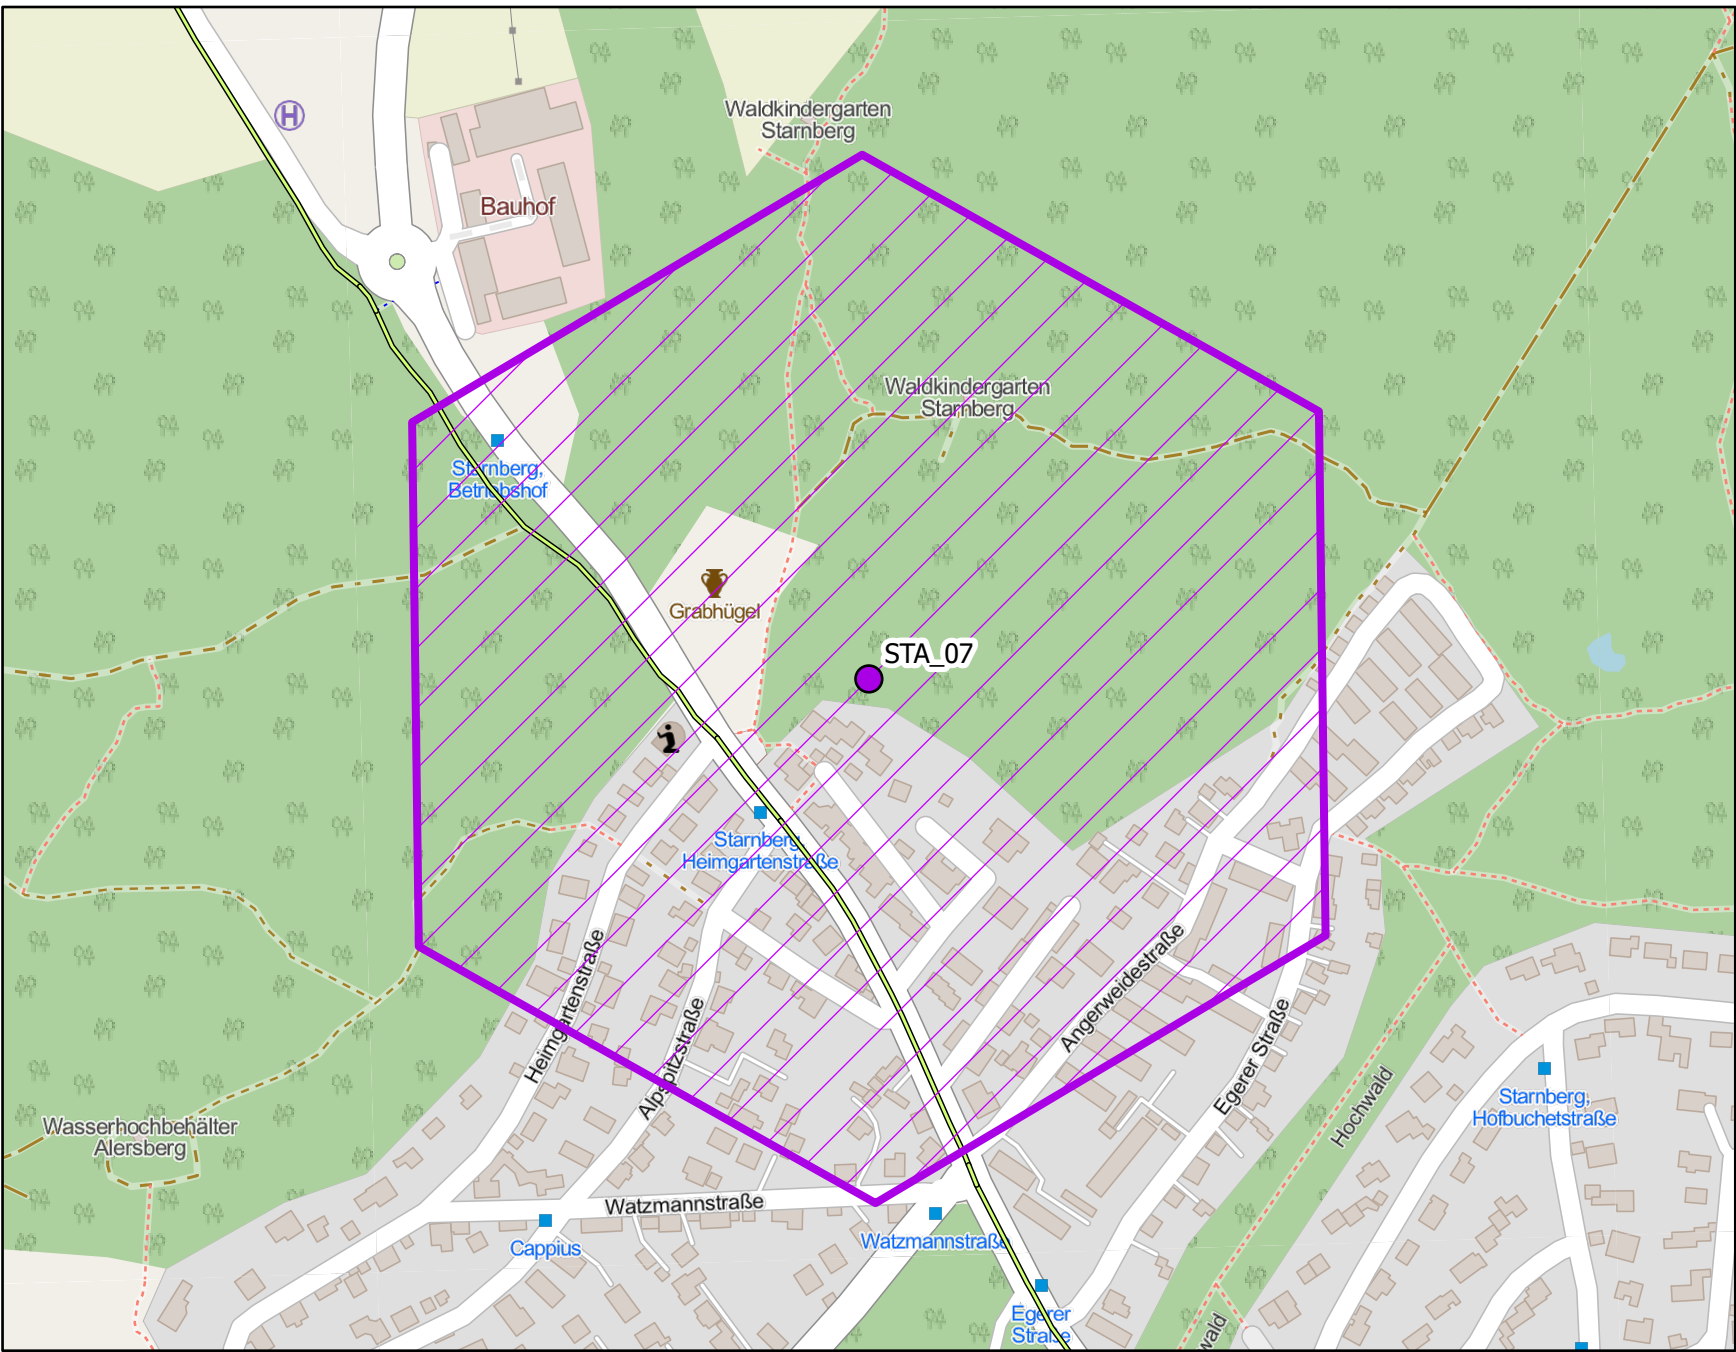 Waldkindergarten
Starnberg
H
Bauhof
Waldkindergarten
Starnberg
Starnberg,
Betriebshof
Grabhügel
STA_07
Starnberg,
Heimgartenstraße
Heimgartenstraße
Alpspitzstraße
Angerweidestraße
Egerer Straße
Hochwald
Starnberg,
Hofbuchetstraße
Wasserhochbehälter
Alersberg
Watzmannstraße
Cappius
Watzmannstraße
Egerer
Straße
wald